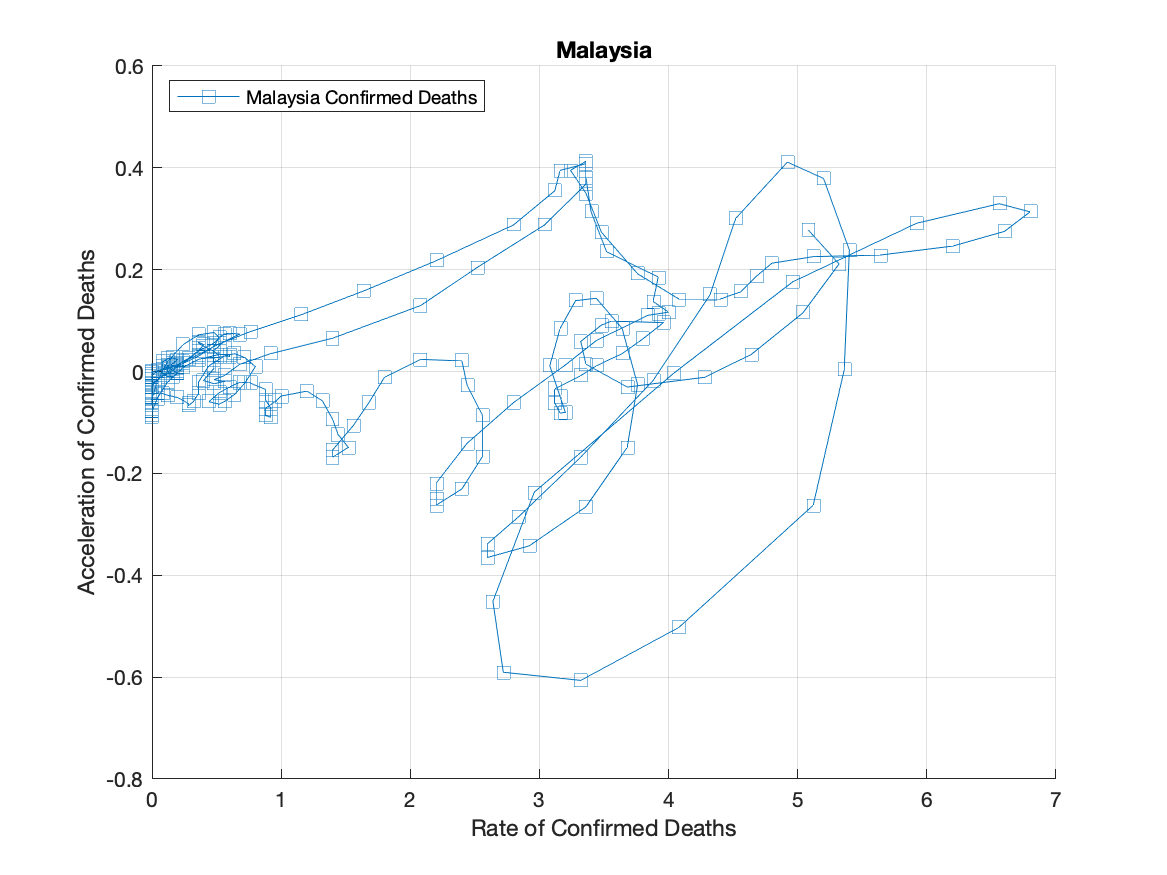 Malaysia
0.6
Malaysia Confirmed Deaths
0.4
0.2
0
-0.2
-0.4
-0.6
-0.8
Acceleration of Confirmed Deaths
0 1 2 3 4 5 6 7
Rate of Confirmed Deaths